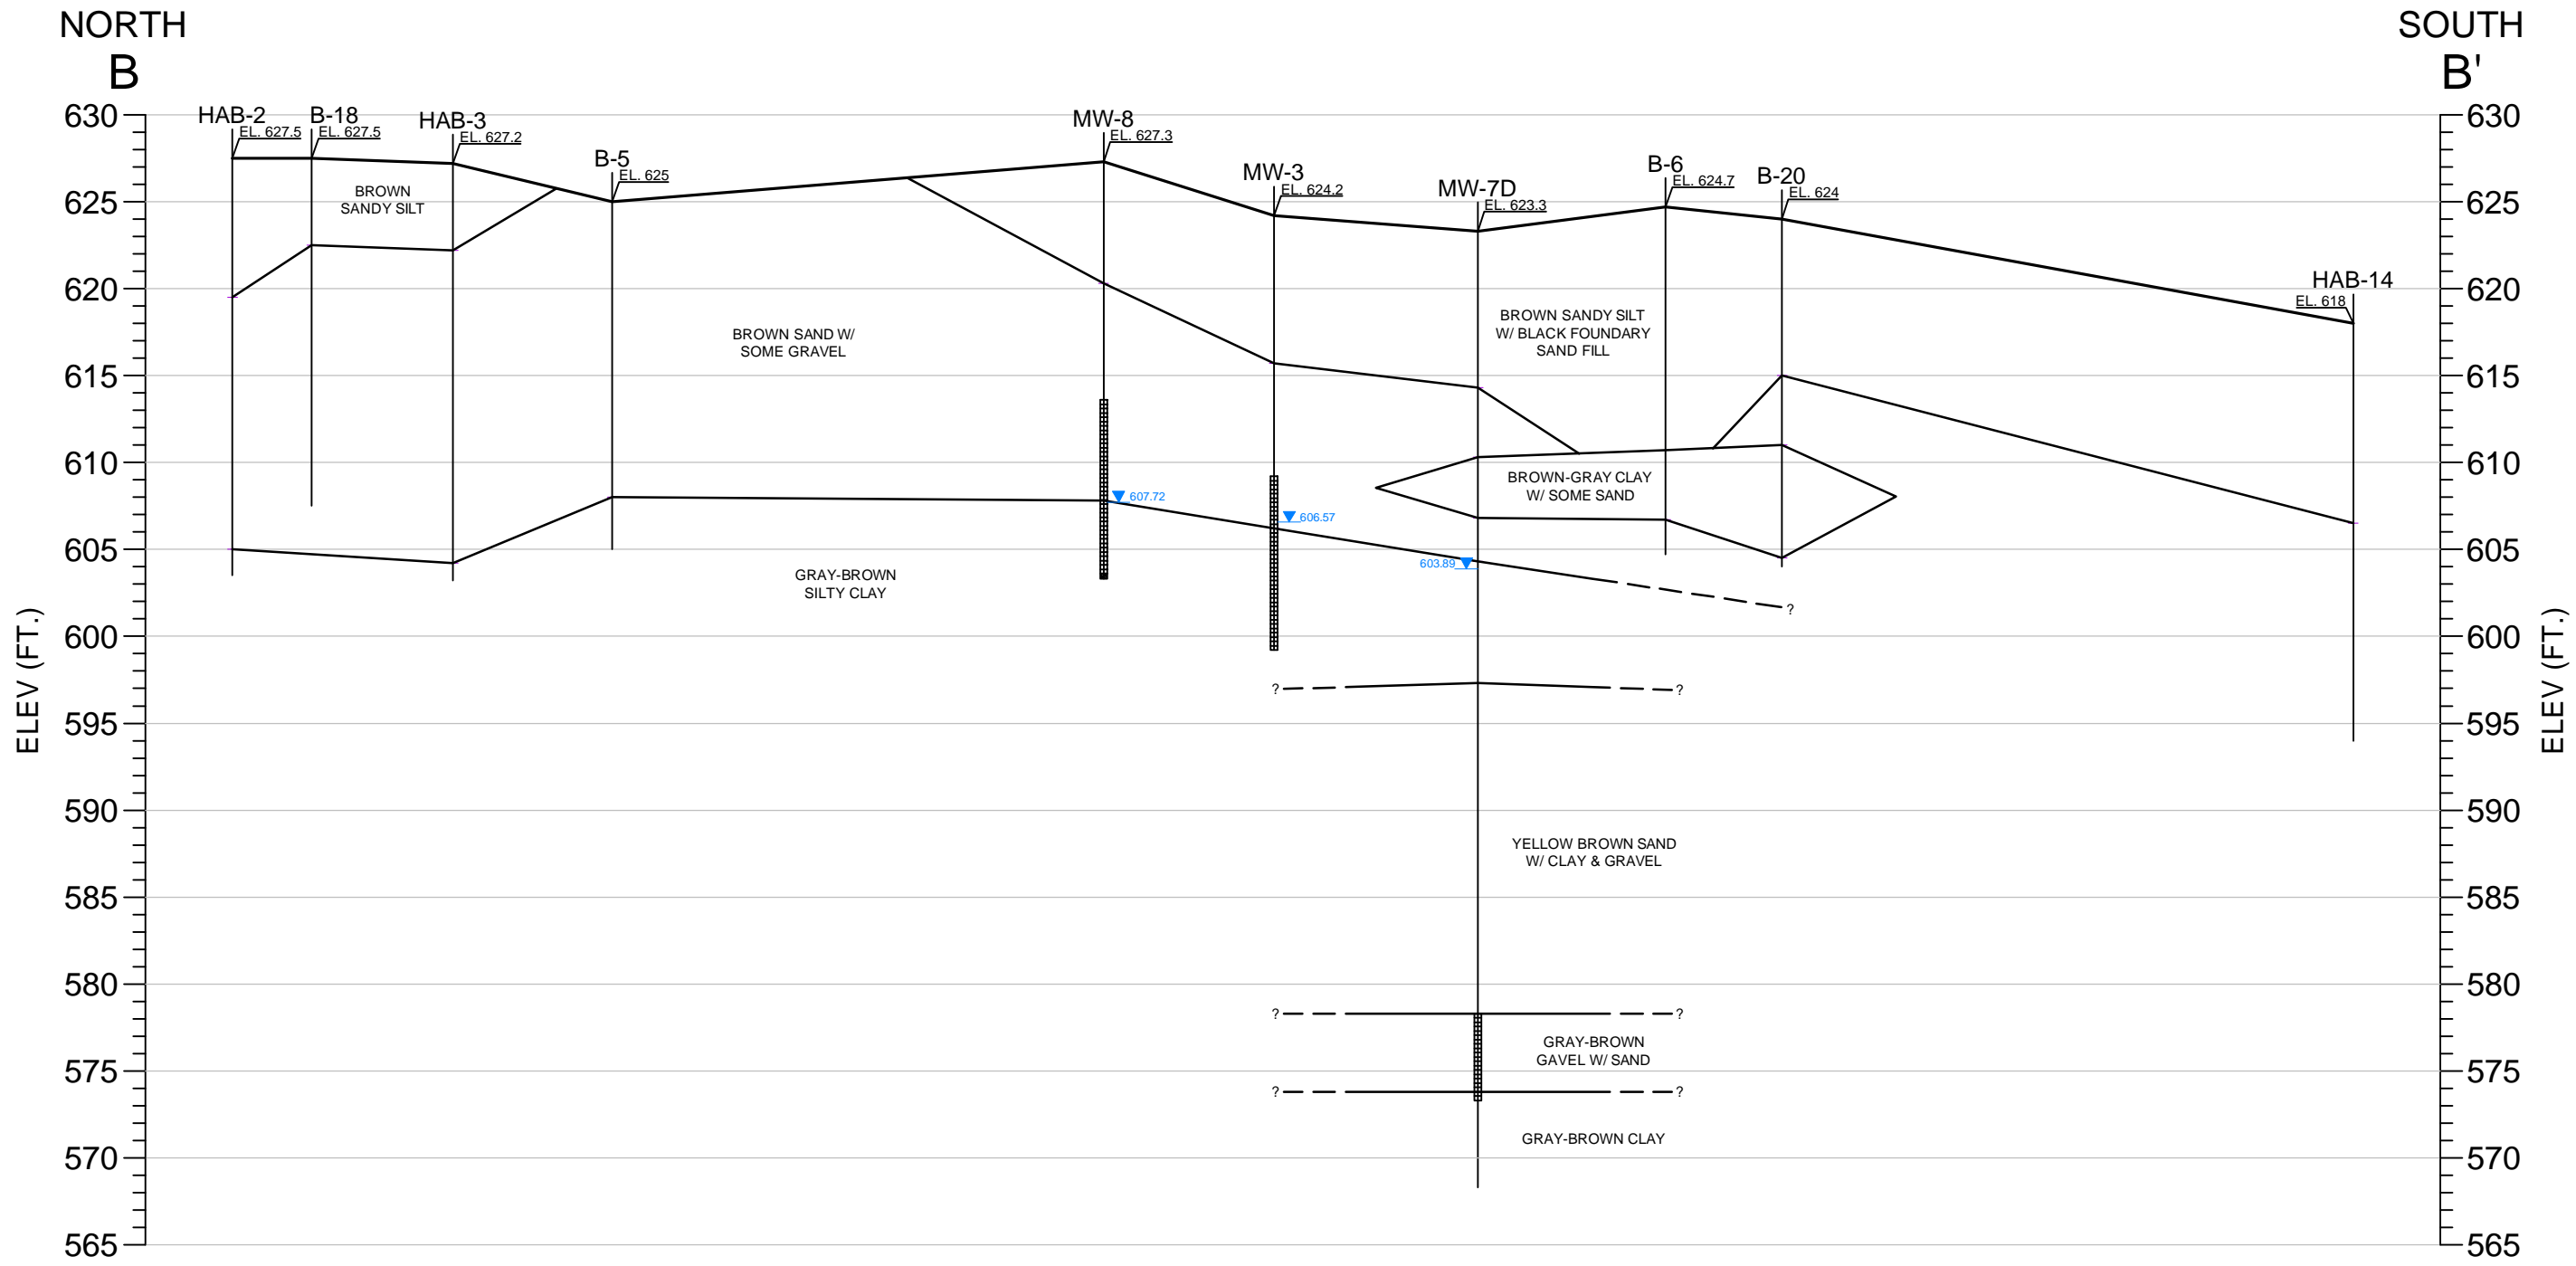 NORTH
SOUTH
B
B'
630
630
HAB-2
B-18
HAB-3
MW-8
EL. 627.5
EL. 627.5
EL. 627.2
EL. 627.3
B-5
EL. 625
MW-3
EL. 624.2
MW-7D
EL. 623.3
B-6
EL. 624.7
B-20
EL. 624
BROWN
SANDY SILT
625
625
620
620
HAB-14
EL. 618
BROWN SAND W/
SOME GRAVEL
BROWN SANDY SILT
W/ BLACK FOUNDARY
SAND FILL
615
615
610
610
BROWN-GRAY CLAY
W/ SOME SAND
607.72
606.57
603.89
605
605
GRAY-BROWN
SILTY CLAY
?
600
600
ELEV (FT.)
ELEV (FT.)
?
?
595
595
590
590
YELLOW BROWN SAND
W/ CLAY & GRAVEL
585
585
580
580
?
?
GRAY-BROWN
GAVEL W/ SAND
575
575
?
?
GRAY-BROWN CLAY
570
570
565
565